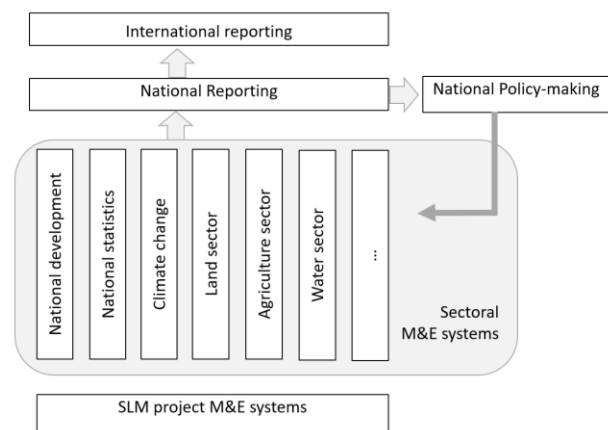 International reporting
National Reporting
National Policy-making
National development
National statistics
Climate change
Land sector
Agriculture sector
Water sector
...
Sectoral
M&E systems
SLM project M&E systems